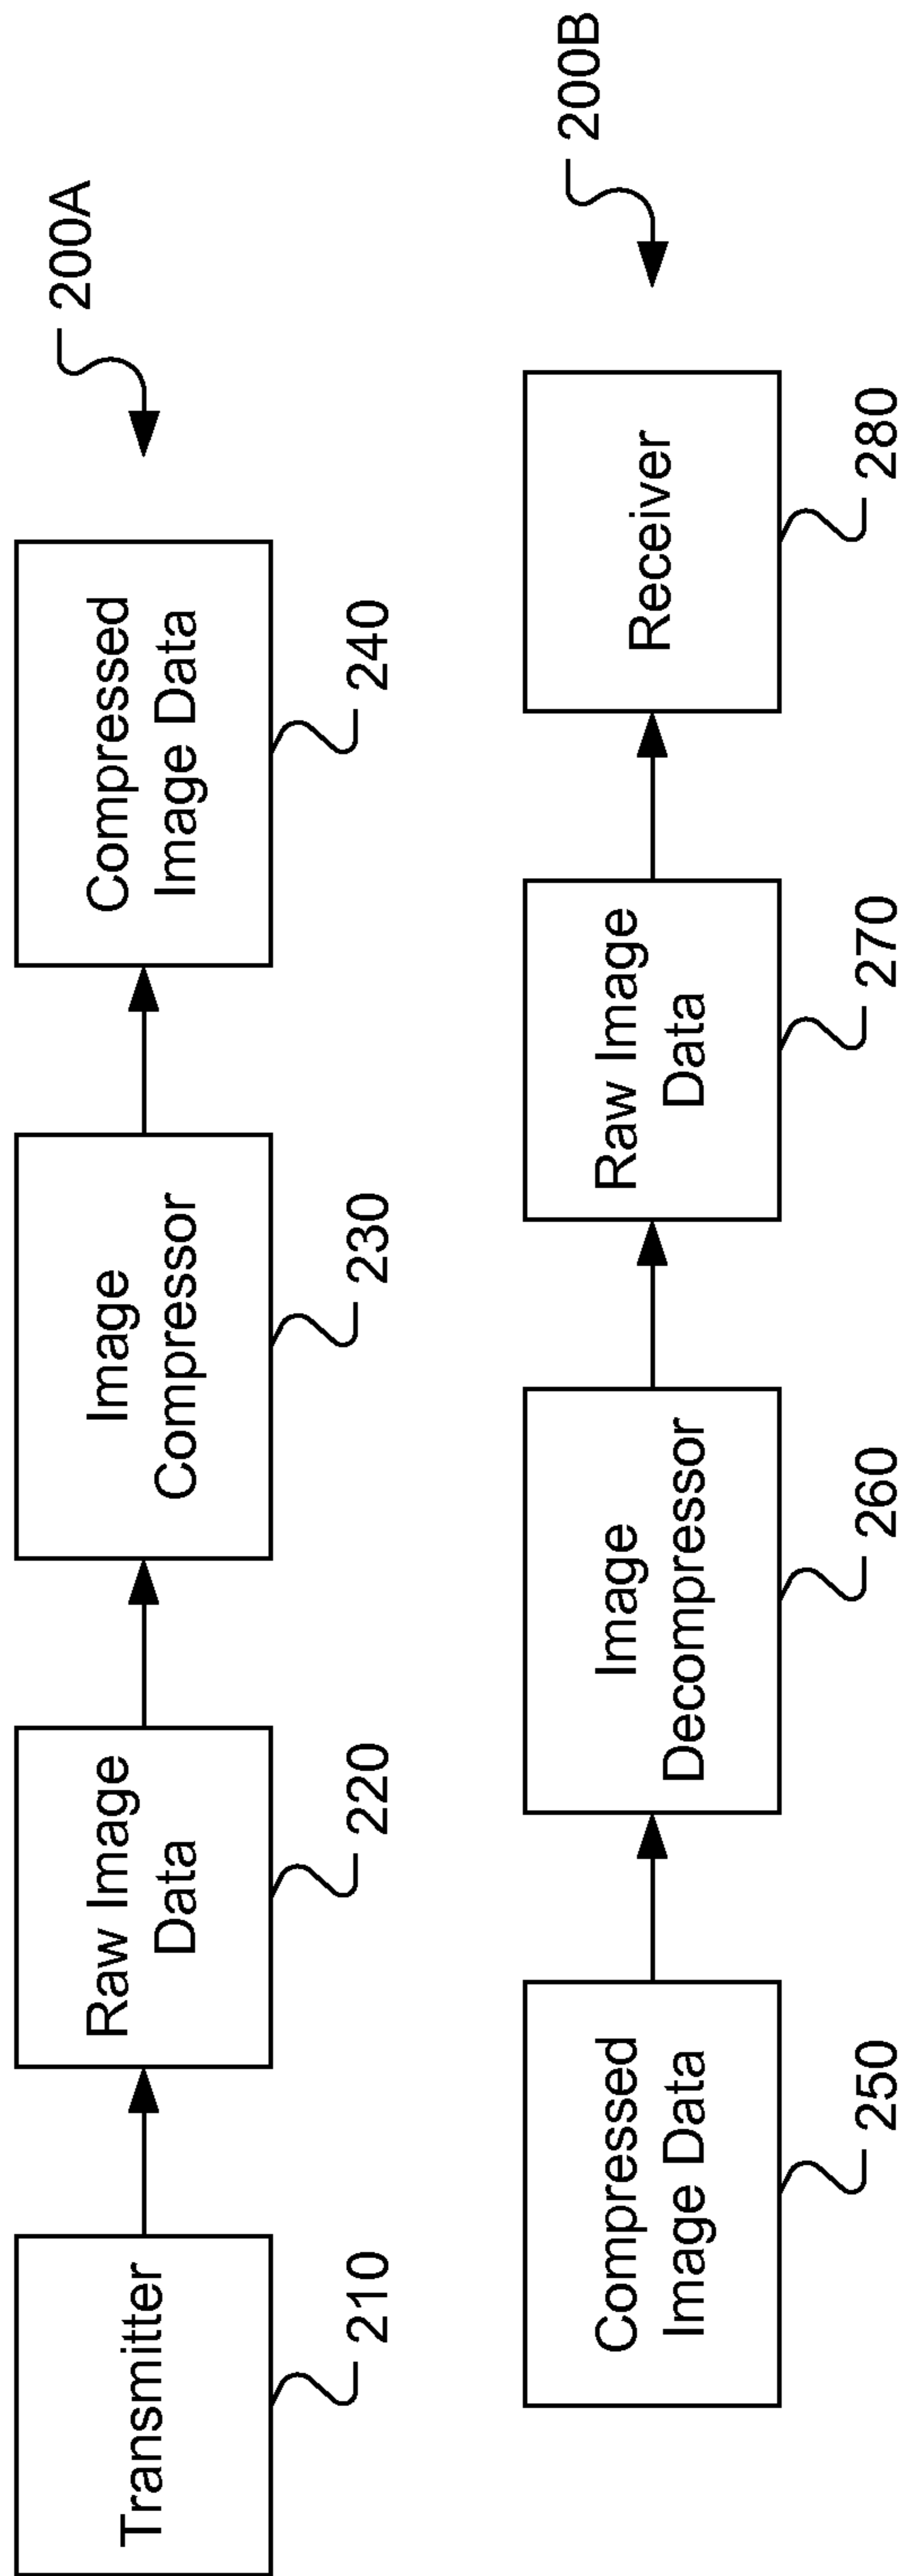 200A
Transmitter
210
Raw Image
Data
220
Image
Compressor
230
Compressed
Image Data
240
200B
Compressed
Image Data
250
Image
Decompressor
260
Raw Image
Data
270
Receiver
280